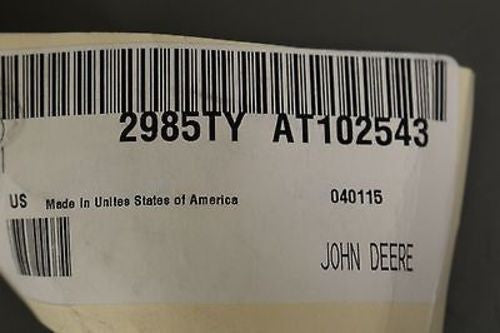 2985TY AT102543
US Made In Unites States of America 040115
JOHN DEERE